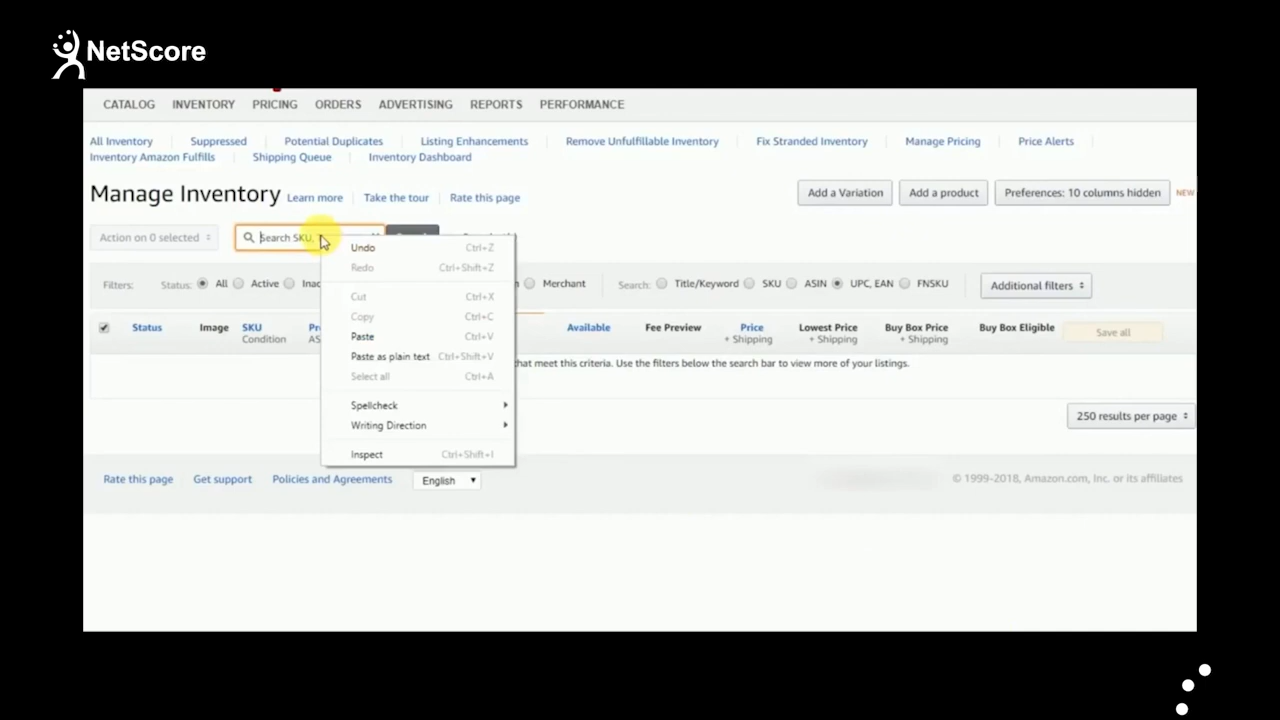 NetScore
CATALOG INVENTORY PRICING ORDERS ADVERTISING REPORTS PERFORMANCE
All Inventory Suppressed Potential Duplicates Listing Enhancements Remove Unfulfillable Inventory Fix Stranded Inventory Manage Pricing Price Alerts
Inventory Amazon Fulfills Shipping Queue Inventory Dashboard
Manage Inventory Learn more Take the tour Rate this page Add a Variation Add a product Preferences: 10 columns hidden NEW
Action on 0 selected Search SKU,
Filters: Status: All Active Merchant Search: Title/Keyword SKU ASIN UPC, EAN FNSKU Additional filters
Status Image SKU Available Fee Preview Price Lowest Price Buy Box Price Buy Box Eligible Save all
Condition + Shipping + Shipping + Shipping
that meet this criteria. Use the filters below the search bar to view more of your listings.
250 results per page
Undo Ctrl+Z
Redo Ctrl+Shift+Z
Cut Ctrl+X
Copy Ctrl+C
Paste Ctrl+V
Paste as plain text Ctrl+Shift+V
Select all Ctrl+A
Spellcheck
Writing Direction
Inspect Ctrl+Shift+I
Rate this page Get support Policies and Agreements English © 1999-2018, Amazon.com, Inc. or its affiliates